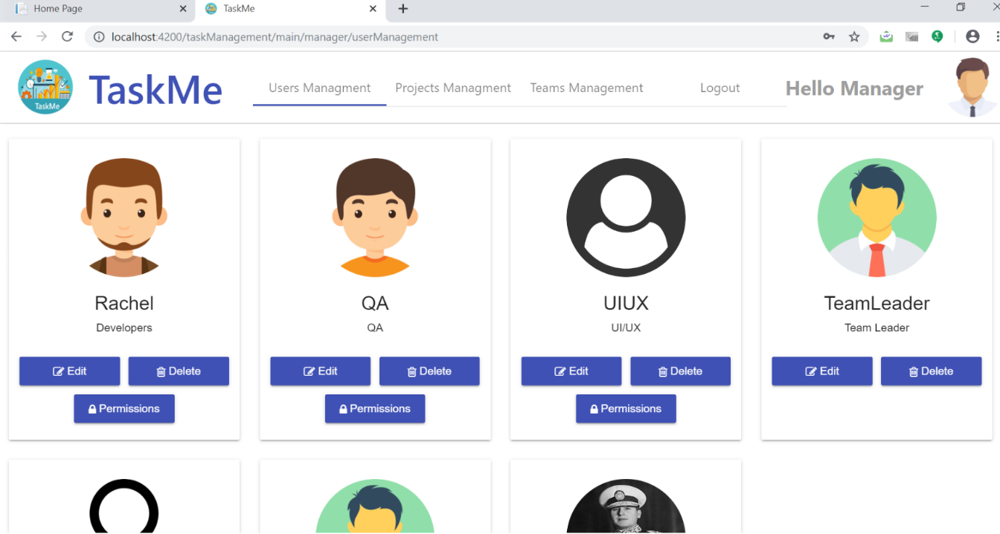 Home Page
TaskMe
localhost:4200/taskManagement/main/manager/userManagement
TaskMe
TaskMe
Users Managment
Projects Managment
Teams Management
Logout
Hello Manager
Rachel
Developers
Edit
Delete
Permissions
QA
QA
Edit
Delete
Permissions
UIUX
UI/UX
Edit
Delete
Permissions
TeamLeader
Team Leader
Edit
Delete